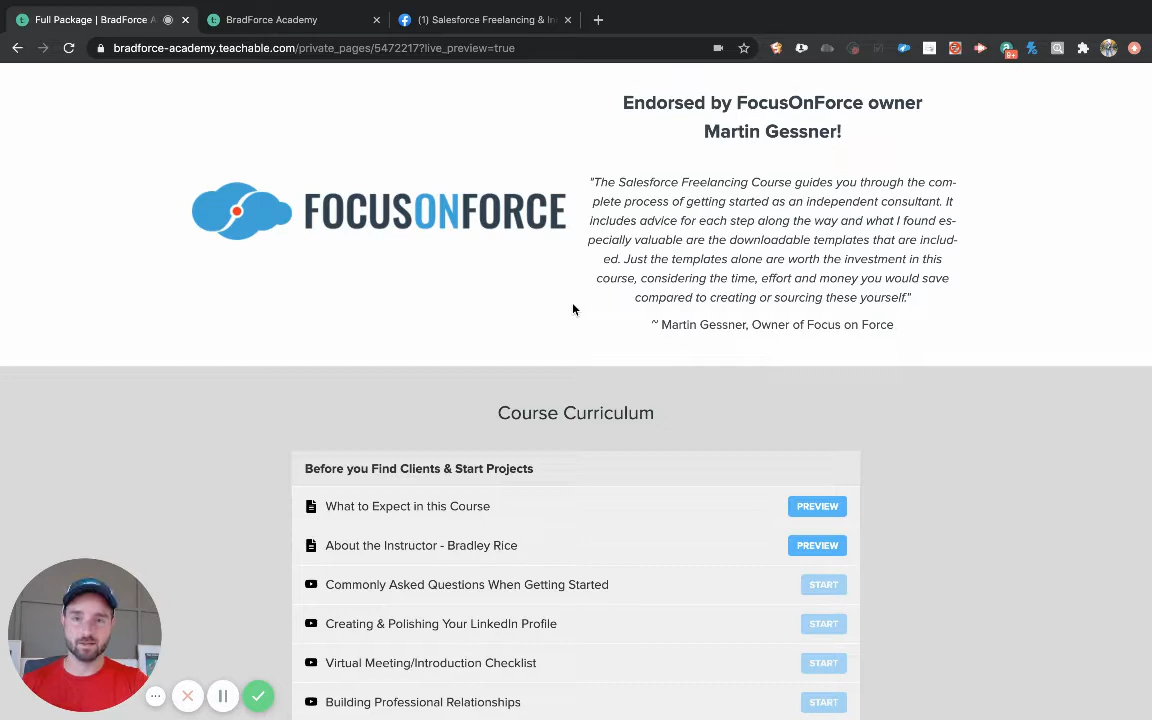 Full Package | BradForce A
BradForce Academy
(1) Salesforce Freelancing & In
bradforce-academy.teachable.com/private_pages/5472217?live_preview=true
8+
Endorsed by FocusOnForce owner
Martin Gessner!
FOCUSONFORCE
"The Salesforce Freelancing Course guides you through the com-
plete process of getting started as an independent consultant. It
includes advice for each step along the way and what I found es-
pecially valuable are the downloadable templates that are includ-
ed. Just the templates alone are worth the investment in this
course, considering the time, effort and money you would save
compared to creating or sourcing these yourself."
~ Martin Gessner, Owner of Focus on Force
Course Curriculum
Before you Find Clients & Start Projects
What to Expect in this Course
PREVIEW
About the Instructor - Bradley Rice
PREVIEW
Commonly Asked Questions When Getting Started
START
Creating & Polishing Your LinkedIn Profile
START
Virtual Meeting/Introduction Checklist
START
Building Professional Relationships
START